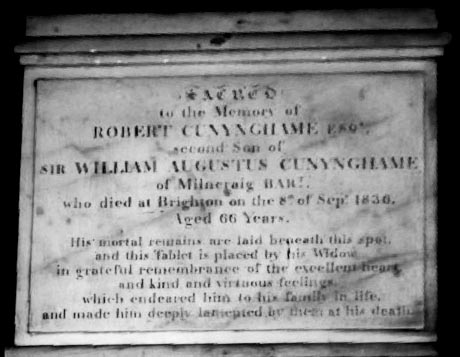 SACRED
to the Memory of
ROBERT CUNYNGHAME ESQR.
second Son of
SIR WILLIAM AUGUSTUS CUNYNGHAME
of Milncraig BART.
who died at Brighton on the 8th of Sepr. 1836.
Aged 66 Years.
His mortal remains are laid beneath this spot,
and this Tablet is placed by his Widow
in grateful remembrance of the excellent heart,
and kind and virtuous feelings,
which endeared him to his family in life,
and made him deeply lamented by them at his death.